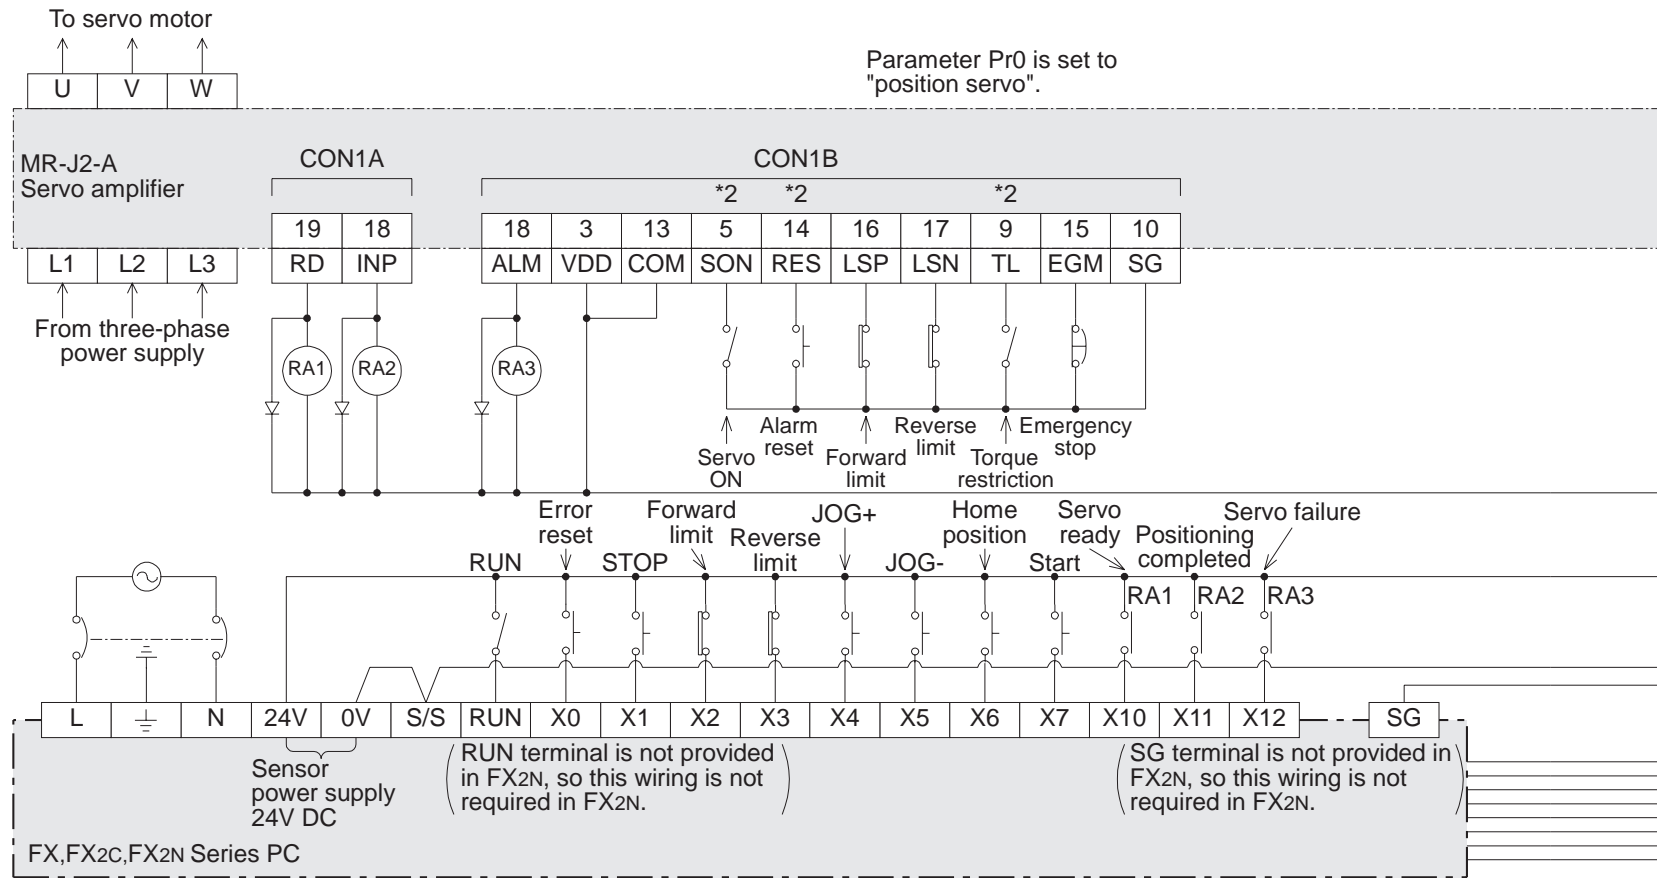 To servo motor
U V W
Parameter Pr0 is set to
"position servo".
MR-J2-A
Servo amplifier
CON1A
CON1B
*2 *2 *2
19 18 18 3 13 5 14 16 17 9 15 10
L1 L2 L3 RD INP ALM VDD COM SON RES LSP LSN TL EGM SG
From three-phase
power supply
RA1 RA2 RA3
Servo
ON
Alarm
reset
Forward
limit
Reverse
limit
Torque
restriction
Emergency
stop
RUN
Error
reset
STOP
Forward
limit
Reverse
limit
JOG+
JOG-
Home
position
Start
Servo
ready
Positioning
completed
Servo failure
RA1 RA2 RA3
L N 24V 0V S/S RUN X0 X1 X2 X3 X4 X5 X6 X7 X10 X11 X12 SG
Sensor
power supply
24V DC
(RUN terminal is not provided
in FX2N, so this wiring is not
required in FX2N.)
(SG terminal is not provided in
FX2N, so this wiring is not
required in FX2N.)
FX,FX2C,FX2N Series PC